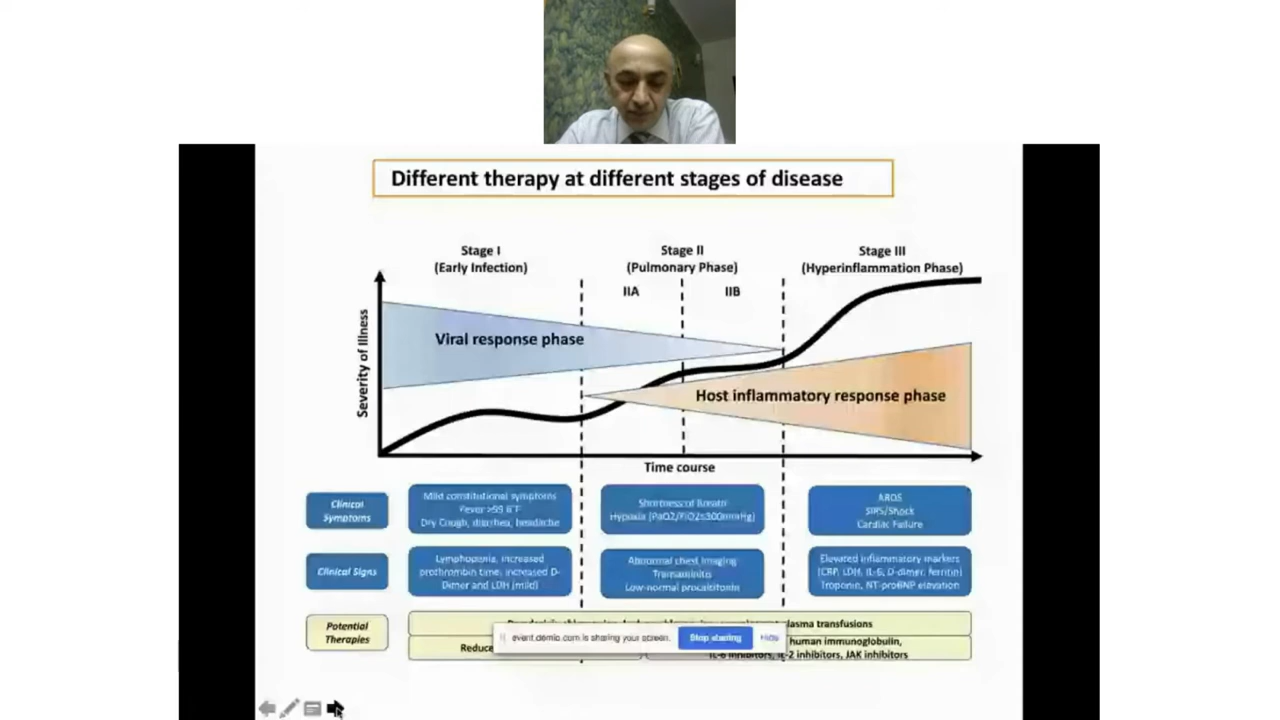 Different therapy at different stages of disease
Stage I
(Early Infection)
Stage II
(Pulmonary Phase)
Stage III
(Hyperinflammation Phase)
IIA
IIB
Severity of Illness
Viral response phase
Host inflammatory response phase
Time course
Clinical
Symptoms
Mild constitutional symptoms
Fever
Dry Cough, diarrhea, headache
Shortness of Breath
Hypoxia (PaO2/FiO2≤300mmHg)
ARDS
SIRS/Shock
Cardiac Failure
Clinical Signs
Lymphopenia, increased
prothrombin time, increased D-
Dimer and LDH (mild)
Abnormal chest imaging
Transaminitis
Low-normal procalcitonin
Elevated inflammatory markers
(CRP, LDH, IL-6, D-dimer, ferritin)
Troponin, NT-proBNP elevation
Potential
Therapies
plasma transfusions
Reduce
human immunoglobulin,
IL-6 inhibitors, IL-2 inhibitors, JAK inhibitors
is sharing your screen.
Stop sharing
Hide